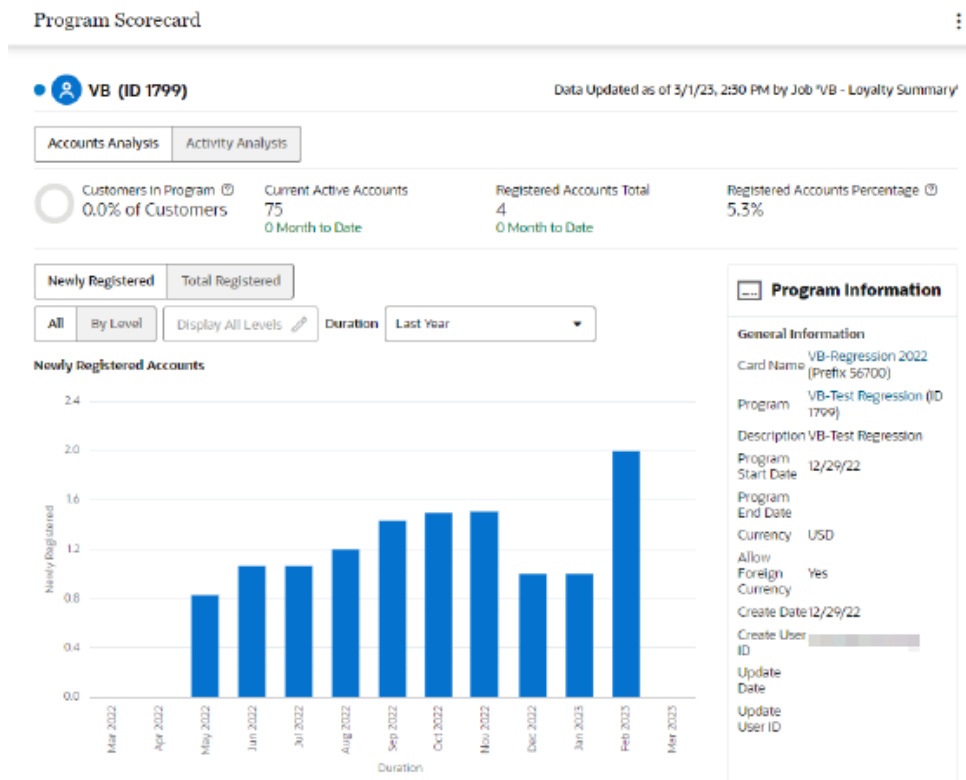 Program Scorecard
VB (ID 1799)
Data Updated as of 3/1/23, 2:30 PM by Job 'VB - Loyalty Summary'
Accounts Analysis Activity Analysis
Customers in Program
0.0% of Customers
Current Active Accounts
75
0 Month to Date
Registered Accounts Total
4
0 Month to Date
Registered Accounts Percentage
5.3%
Newly Registered Total Registered
All By Level Display All Levels Duration Last Year
Newly Registered Accounts
2.4
2.0
1.6
1.2
0.8
0.4
0.0
Newly Registered
Mar 2022
Apr 2022
May 2022
Jun 2022
Jul 2022
Aug 2022
Sep 2022
Oct 2022
Nov 2022
Dec 2022
Jan 2023
Feb 2023
Mar 2023
Duration
Program Information
General Information
Card Name VB-Regression 2022
(Prefix 56700)
Program VB-Test Regression (ID
1799)
Description VB-Test Regression
Program
Start Date 12/29/22
Program
End Date
Currency USD
Allow
Foreign Yes
Currency
Create Date 12/29/22
Create User
ID
Update
Date
Update
User ID